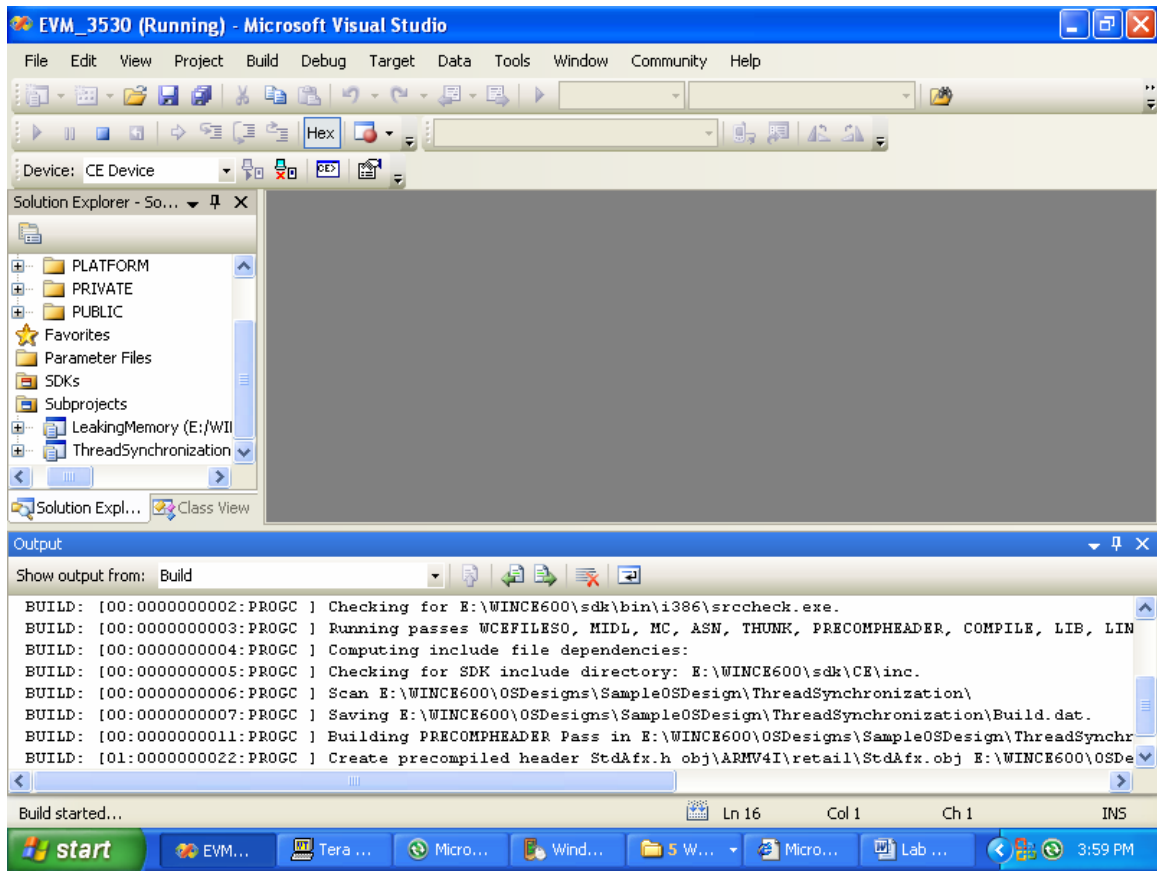 EVM_3530 (Running) - Microsoft Visual Studio
File Edit View Project Build Debug Target Data Tools Window Community Help
Hex
Device: CE Device
CE>
Solution Explorer - So...
PLATFORM
PRIVATE
PUBLIC
Favorites
Parameter Files
SDKs
Subprojects
LeakingMemory (E:/WI
ThreadSynchronization
Solution Expl... Class View
Output
Show output from: Build
BUILD: [00:0000000002:PROGC ] Checking for E:\WINCE600\sdk\bin\i386\srccheck.exe.
BUILD: [00:0000000003:PROGC ] Running passes WCEFILES0, MIDL, MC, ASN, THUNK, PRECOMPHEADER, COMPILE, LIB, LIN
BUILD: [00:0000000004:PROGC ] Computing include file dependencies:
BUILD: [00:0000000005:PROGC ] Checking for SDK include directory: E:\WINCE600\sdk\CE\inc.
BUILD: [00:0000000006:PROGC ] Scan E:\WINCE600\OSDesigns\SampleOSDesign\ThreadSynchronization\
BUILD: [00:0000000007:PROGC ] Saving E:\WINCE600\OSDesigns\SampleOSDesign\ThreadSynchronization\Build.dat.
BUILD: [00:0000000011:PROGC ] Building PRECOMPHEADER Pass in E:\WINCE600\OSDesigns\SampleOSDesign\ThreadSynchr
BUILD: [01:0000000022:PROGC ] Create precompiled header StdAfx.h obj\ARMV4I\retail\StdAfx.obj E:\WINCE600\OSDe
Build started... Ln 16 Col 1 Ch 1 INS
start EVM... Tera ... Micro... Wind... 5 W... Micro... Lab ... 3:59 PM